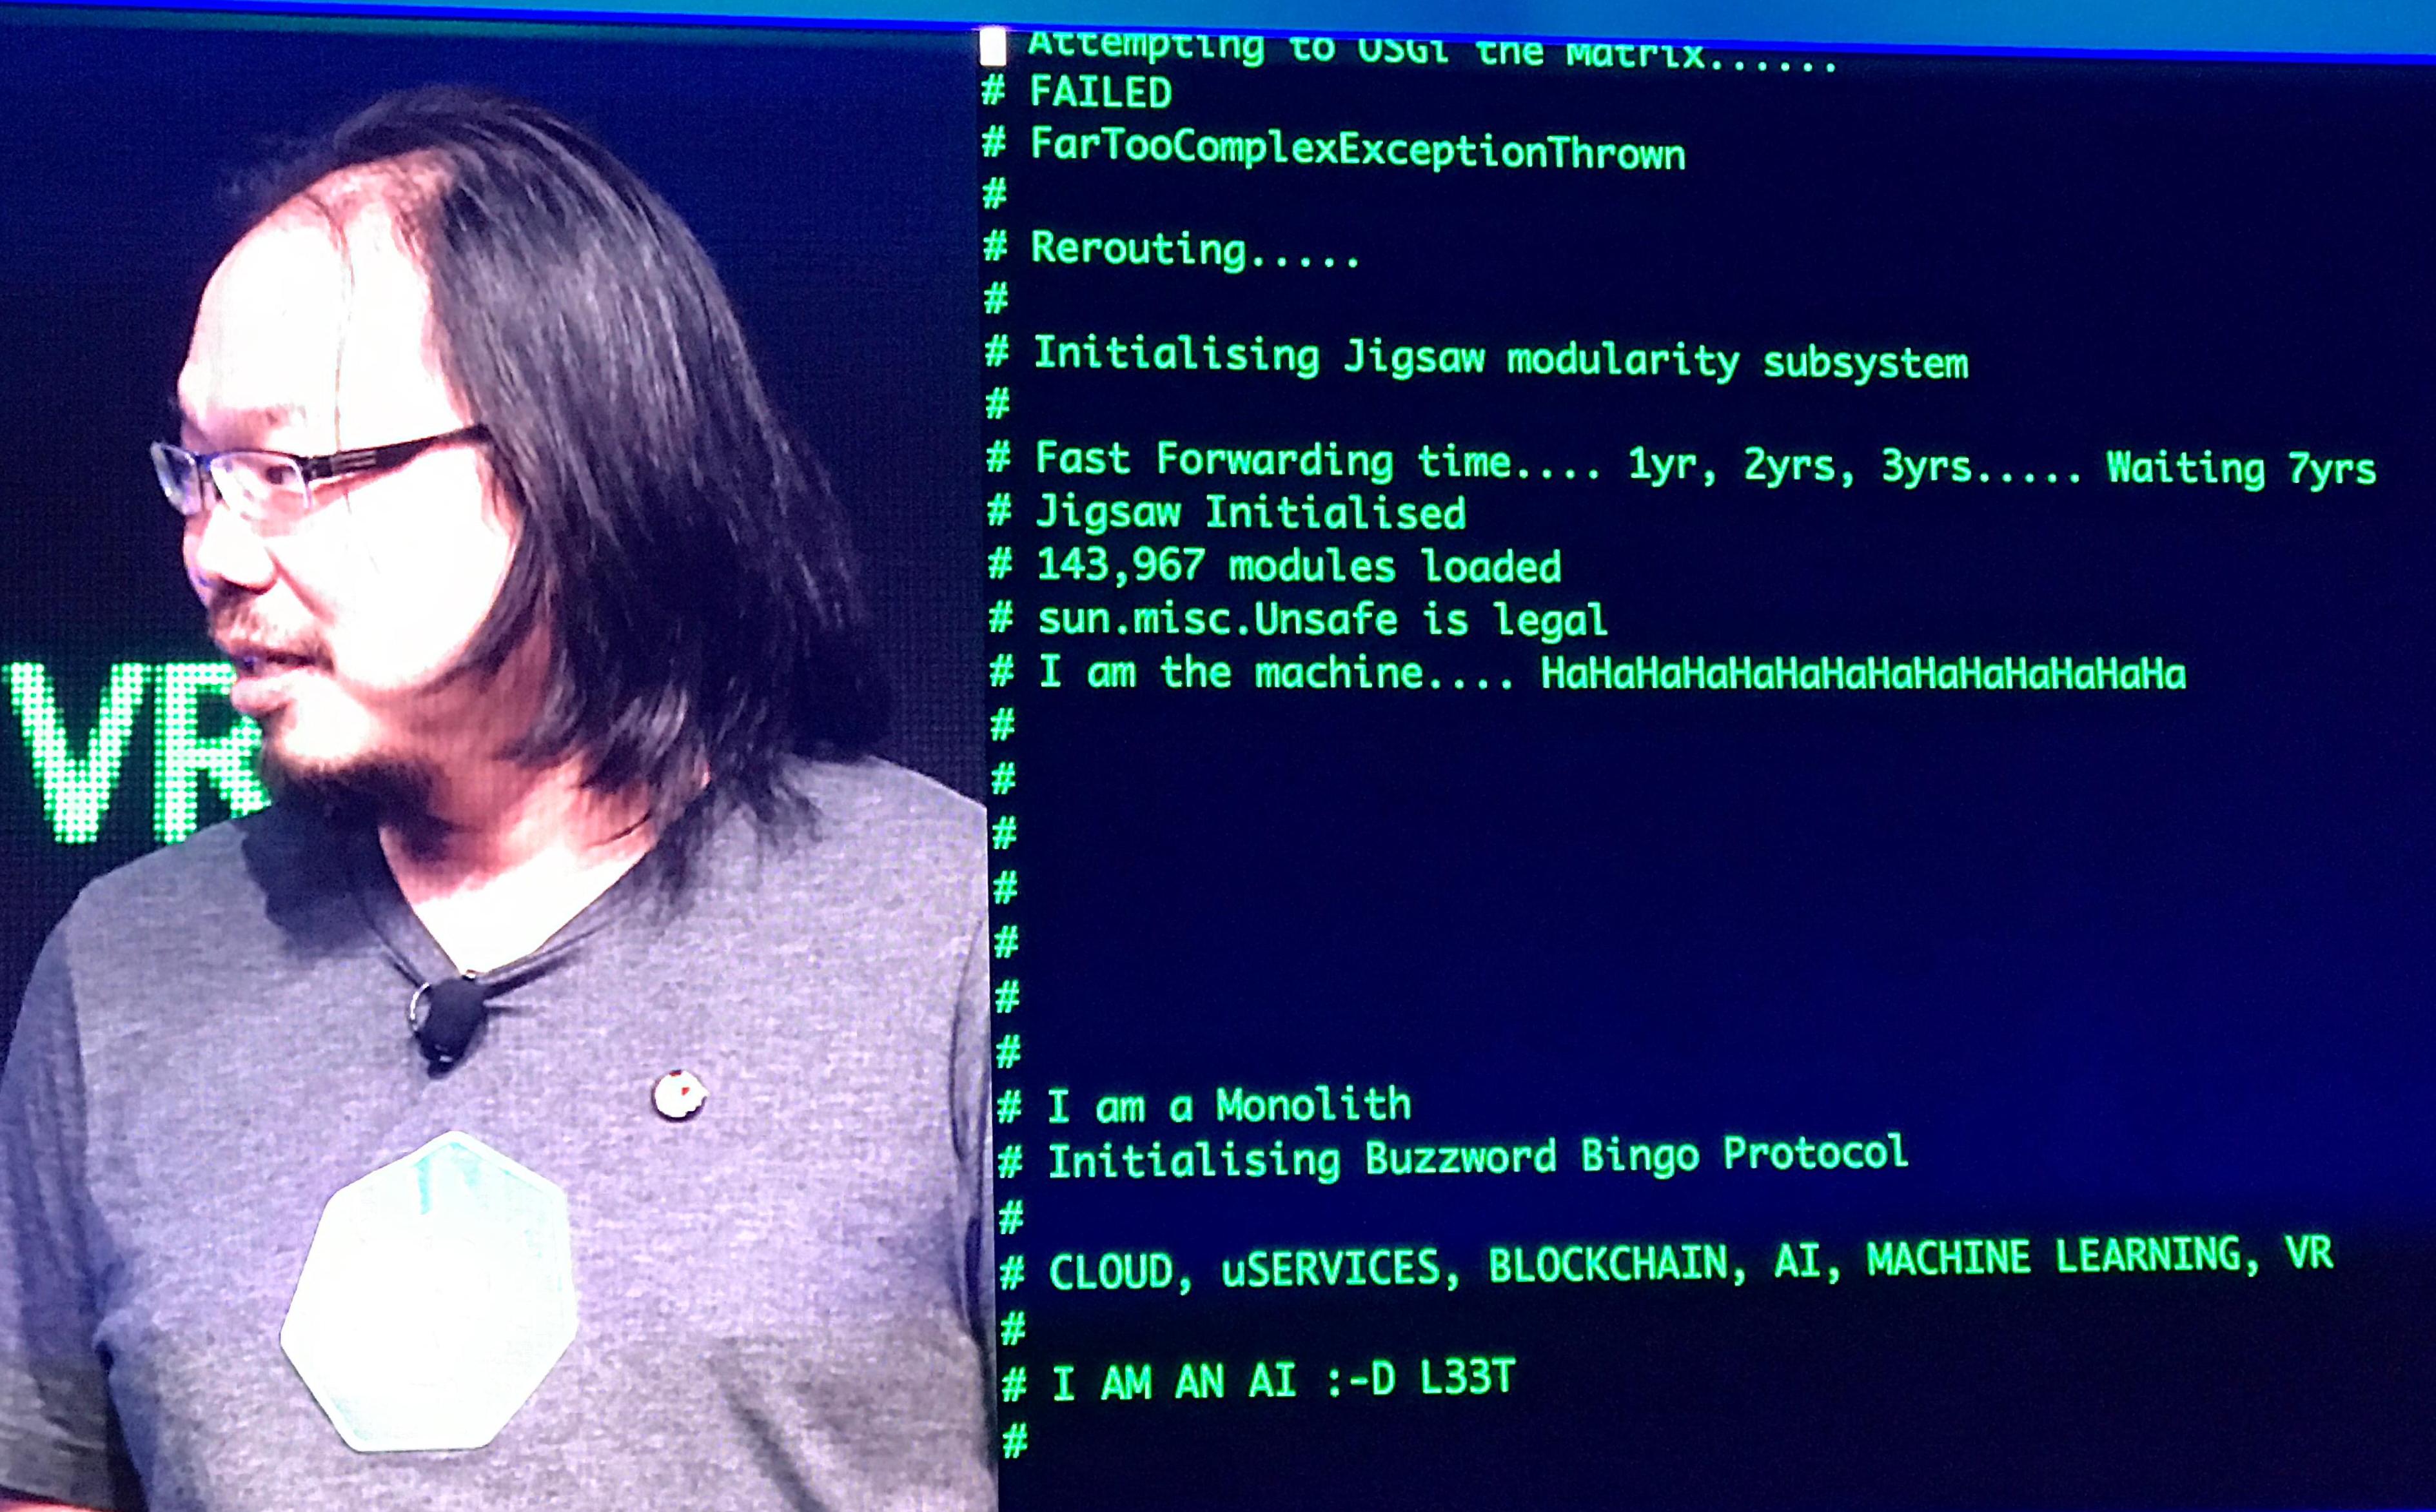 VR
# Attempting to OSGi the Matrix......
# FAILED
# FarTooComplexExceptionThrown
#
# Rerouting.....
#
# Initialising Jigsaw modularity subsystem
#
# Fast Forwarding time.... 1yr, 2yrs, 3yrs..... Waiting 7yrs
# Jigsaw Initialised
# 143,967 modules loaded
# sun.misc.Unsafe is legal
# I am the machine.... HaHaHaHaHaHaHaHaHaHaHaHaHaHa
#
#
#
#
#
#
#
# I am a Monolith
# Initialising Buzzword Bingo Protocol
#
# CLOUD, uSERVICES, BLOCKCHAIN, AI, MACHINE LEARNING, VR
#
# I AM AN AI :-D L33T
#